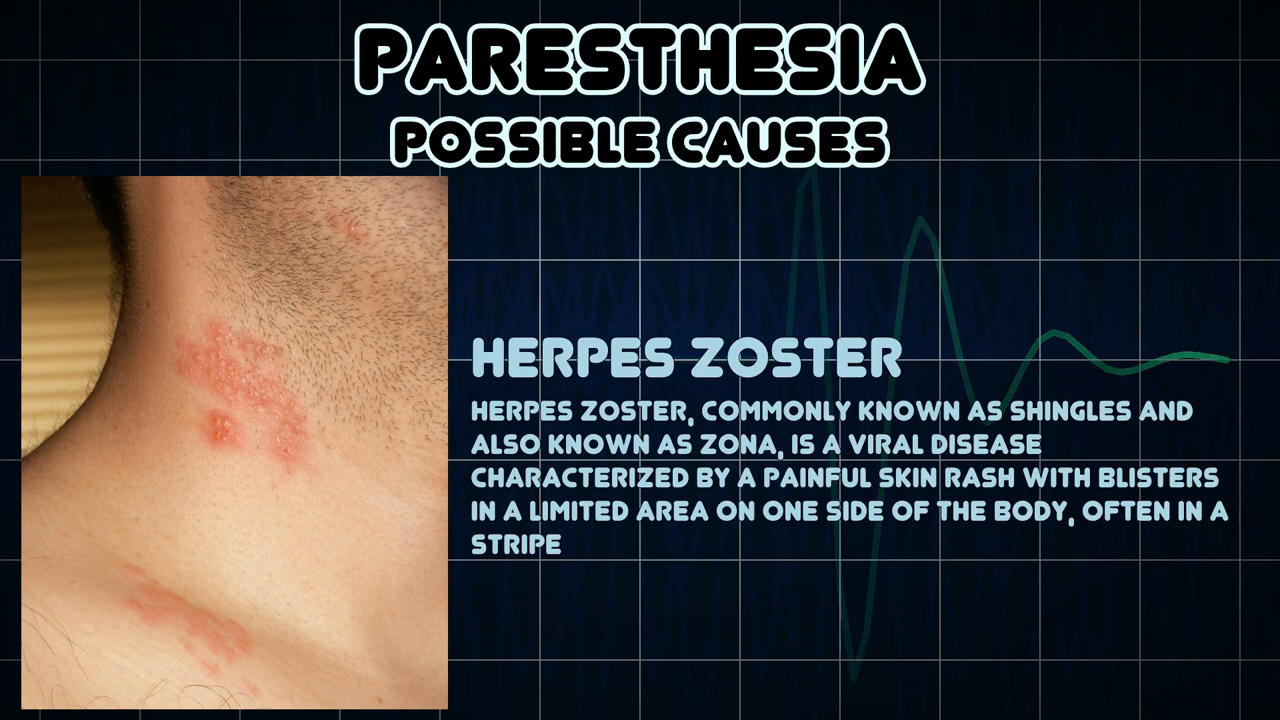 PARESTHESIA
POSSIBLE CAUSES
HERPES ZOSTER
HERPES ZOSTER, COMMONLY KNOWN AS SHINGLES AND
ALSO KNOWN AS ZONA, IS A VIRAL DISEASE
CHARACTERIZED BY A PAINFUL SKIN RASH WITH BLISTERS
IN A LIMITED AREA ON ONE SIDE OF THE BODY, OFTEN IN A
STRIPE